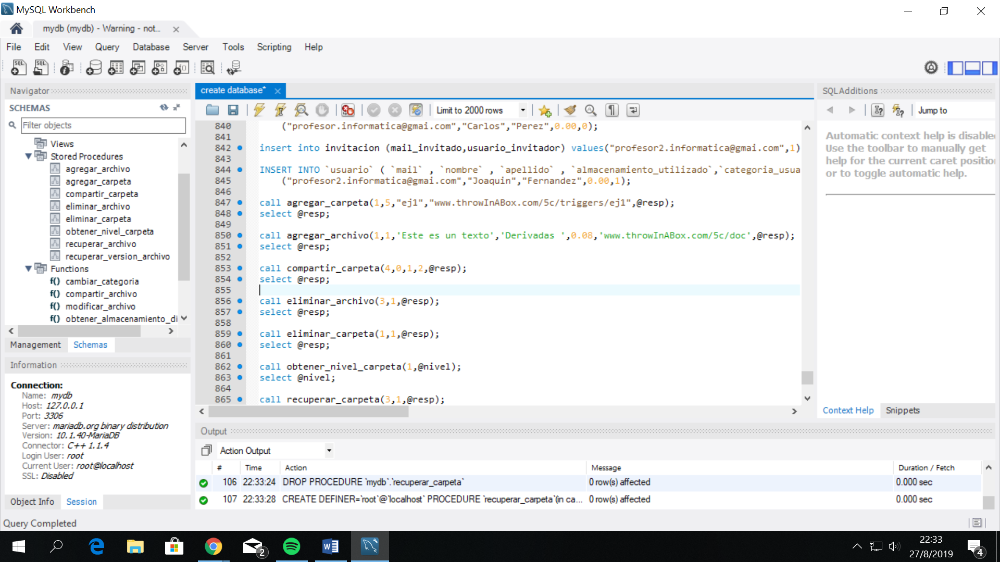 MySQL Workbench
mydb (mydb) - Warning - not...
File Edit View Query Database Server Tools Scripting Help
Navigator
SCHEMAS
Filter objects
Views
Stored Procedures
agregar_archivo
agregar_carpeta
compartir_carpeta
eliminar_archivo
eliminar_carpeta
obtener_nivel_carpeta
recuperar_archivo
recuperar_version_archivo
Functions
f() cambiar_categoria
f() compartir_archivo
f() modificar_archivo
f() obtener_almacenamiento_di
Management Schemas
Information
Connection:
Name: mydb
Host: 127.0.0.1
Port: 3306
Server: mariadb.org binary distribution
Version: 10.1.40-MariaDB
Connector: C++ 1.1.4
Login User: root
Current User: root@localhost
SSL: Disabled
Object Info Session
Query Completed
create database*
Limit to 2000 rows
840 ("profesor.informatica@gmai.com","Carlos","Perez",0.00,0);
841
842 insert into invitacion (mail_invitado,usuario_invitador) values("profesor2.informatica@gmai.com",1)
843
844 INSERT INTO `usuario` ( `mail` , `nombre` , `apellido` , `almacenamiento_utilizado`,`categoria_usua
845 ("profesor2.informatica@gmai.com","Joaquin","Fernandez",0.00,1);
846
847 call agregar_carpeta(1,5,"ej1","www.throwInABox.com/5c/triggers/ej1",@resp);
848 select @resp;
849
850 call agregar_archivo(1,1,'Este es un texto','Derivadas ',0.08,'www.throwInABox.com/5c/doc',@resp);
851 select @resp;
852
853 call compartir_carpeta(4,0,1,2,@resp);
854 select @resp;
855
856 call eliminar_archivo(3,1,@resp);
857 select @resp;
858
859 call eliminar_carpeta(1,1,@resp);
860 select @resp;
861
862 call obtener_nivel_carpeta(1,@nivel);
863 select @nivel;
864
865 call recuperar_carpeta(3,1,@resp);
SQLAdditions
Jump to
Automatic context help is disable
Use the toolbar to manually get
help for the current caret position
or to toggle automatic help.
Context Help Snippets
Output
Action Output
# Time Action Message Duration / Fetch
106 22:33:24 DROP PROCEDURE `mydb`.`recuperar_carpeta` 0 row(s) affected 0.000 sec
107 22:33:28 CREATE DEFINER=`root`@`localhost` PROCEDURE `recuperar_carpeta`(in ca... 0 row(s) affected 0.000 sec
2
22:33
27/8/2019
4